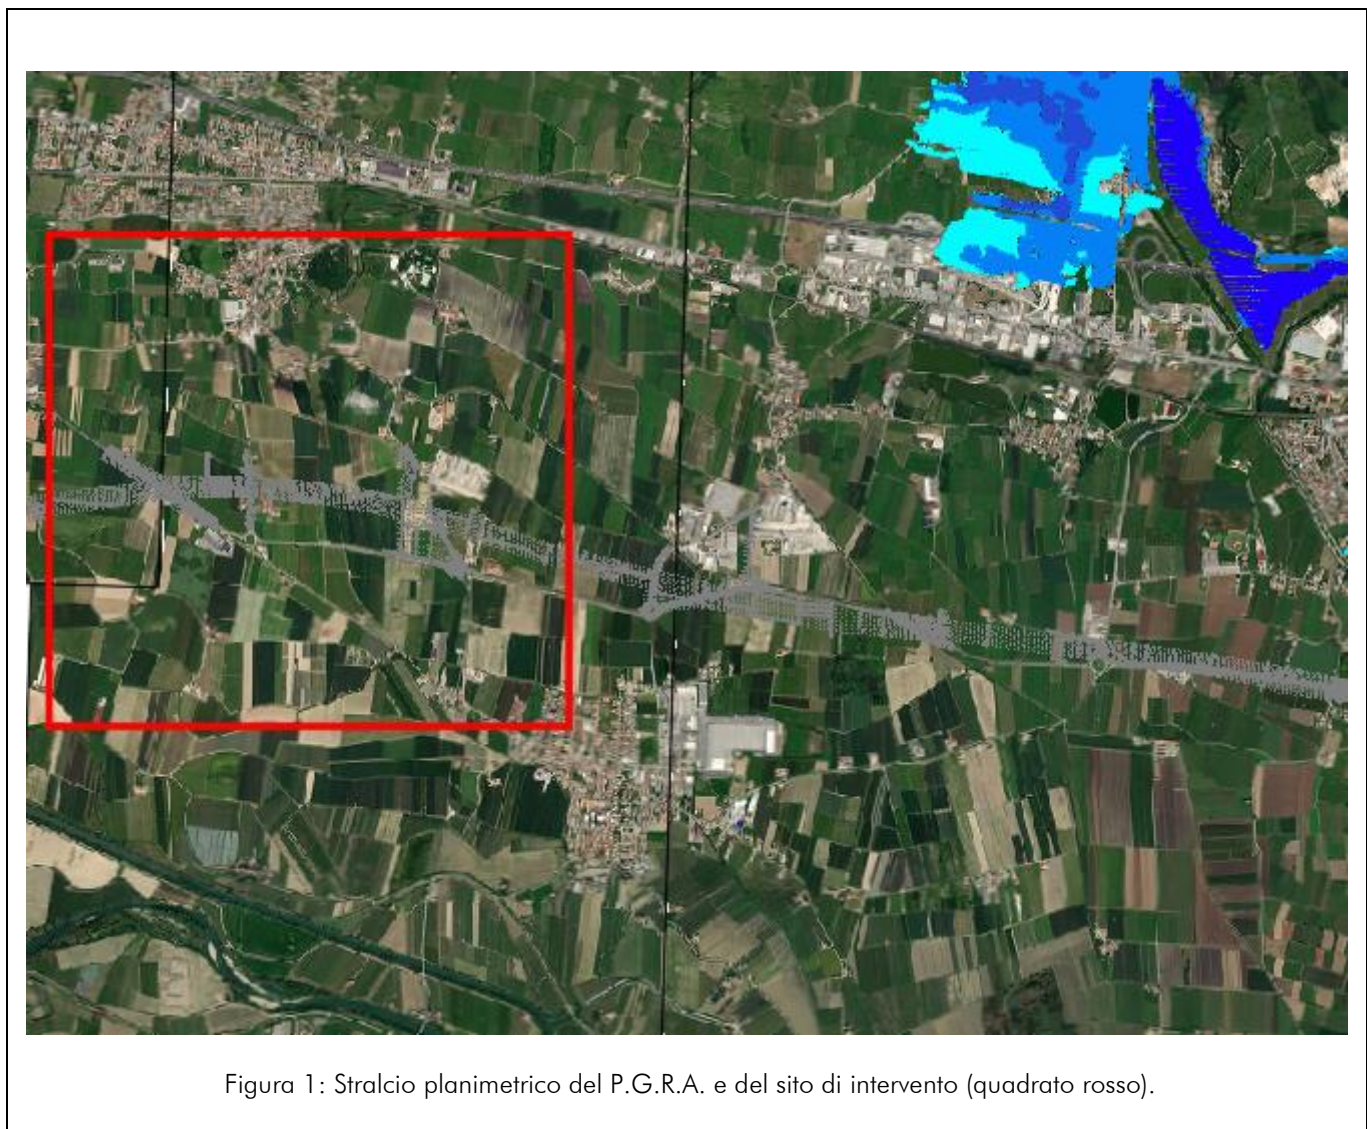 Figura 1: Stralcio planimetrico del P.G.R.A. e del sito di intervento (quadrato rosso).